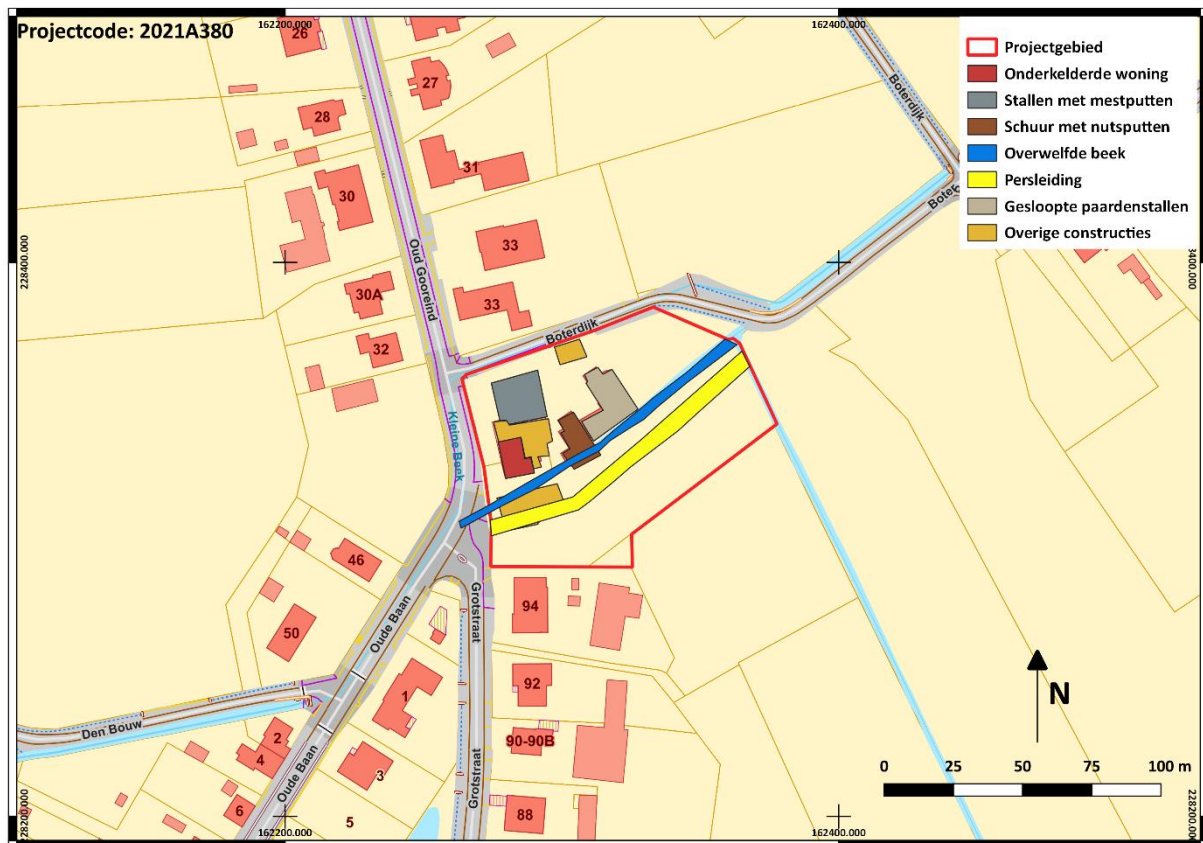 162200.000
162400.000
Projectcode: 2021A380
26
27
28
30
31
33
30A
33
32
Oud Gooreind
Boterdijk
Boterdijk
Kleine Beek
Projectgebied
Onderkelderde woning
Stallen met mestputten
Schuur met nutsputten
Overwelfde beek
Persleiding
Gesloopte paardenstallen
Overige constructies
228400.000
46
50
Oude Baan
Grotstraat
94
92
90-90B
88
1
2
4
3
6
5
Den Bouw
Oude Baan
Grotstraat
N
0 25 50 75 100 m
162200.000
162400.000
228200.000